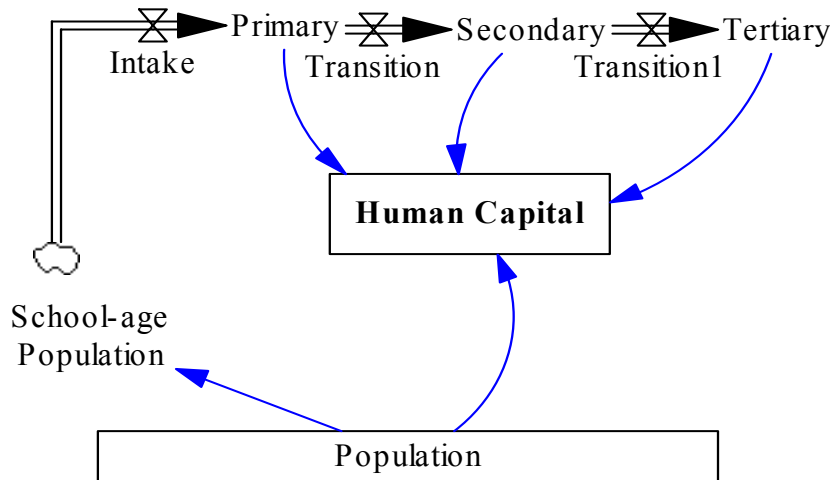 Primary
Secondary
Tertiary
Intake
Transition
Transition1
Human Capital
School-age
Population
Population